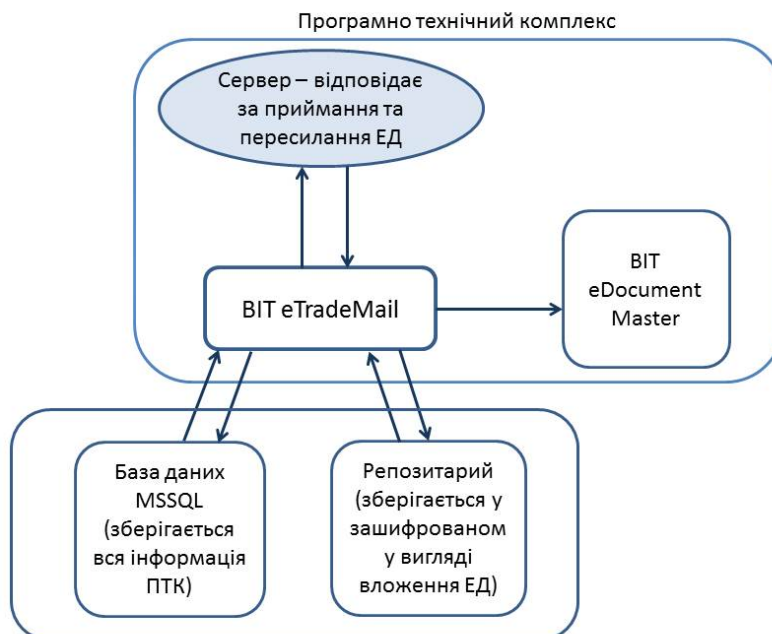 Програмно технічний комплекс
Сервер – відповідає
за приймання та
пересилання ЕД
BIT eTradeMail
BIT
eDocument
Master
База даних
MSSQL
(зберігається
вся інформація
ПТК)
Репозитарий
(зберігається у
зашифрованом
у вигляді
вложення ЕД)